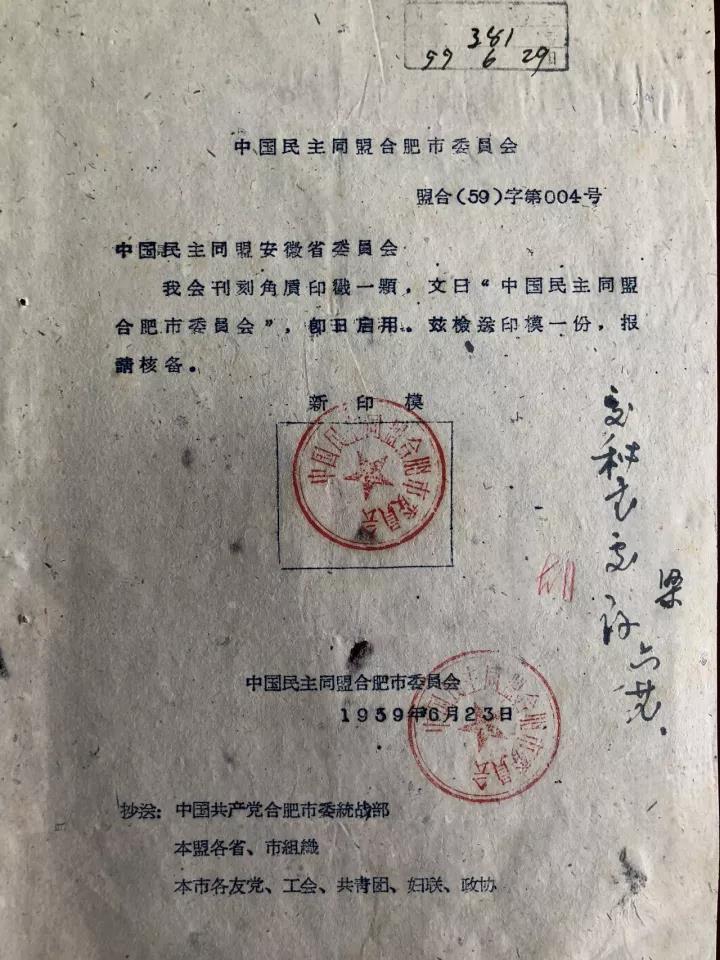 381
59 6 29日
中国民主同盟合肥市委員会
盟合(59)字第004号
中国民主同盟安徽省委員会
我会刊刻角质印戳一顆，文曰“中国民主同盟
合肥市委員会”，即日启用。玆檢送印模一份，报
請核备。
新印模
中国民主同盟合肥市委員会
中国民主同盟合肥市委員会
1959年6月23日
中国民主同盟合肥市委員会
抄送：中国共产党合肥市委統战部
本盟各省、市組織
本市各友党、工会、共青团、妇联、政协
梁